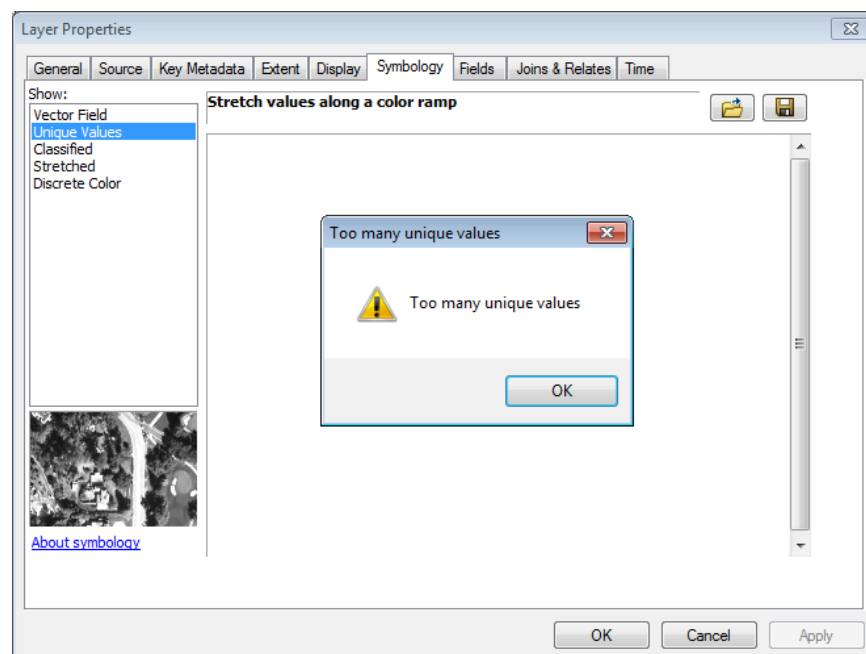 Layer Properties
General Source Key Metadata Extent Display Symbology Fields Joins & Relates Time
Show:
Stretch values along a color ramp
Vector Field
Unique Values
Classified
Stretched
Discrete Color
Too many unique values
Too many unique values
OK
About symbology
OK Cancel Apply